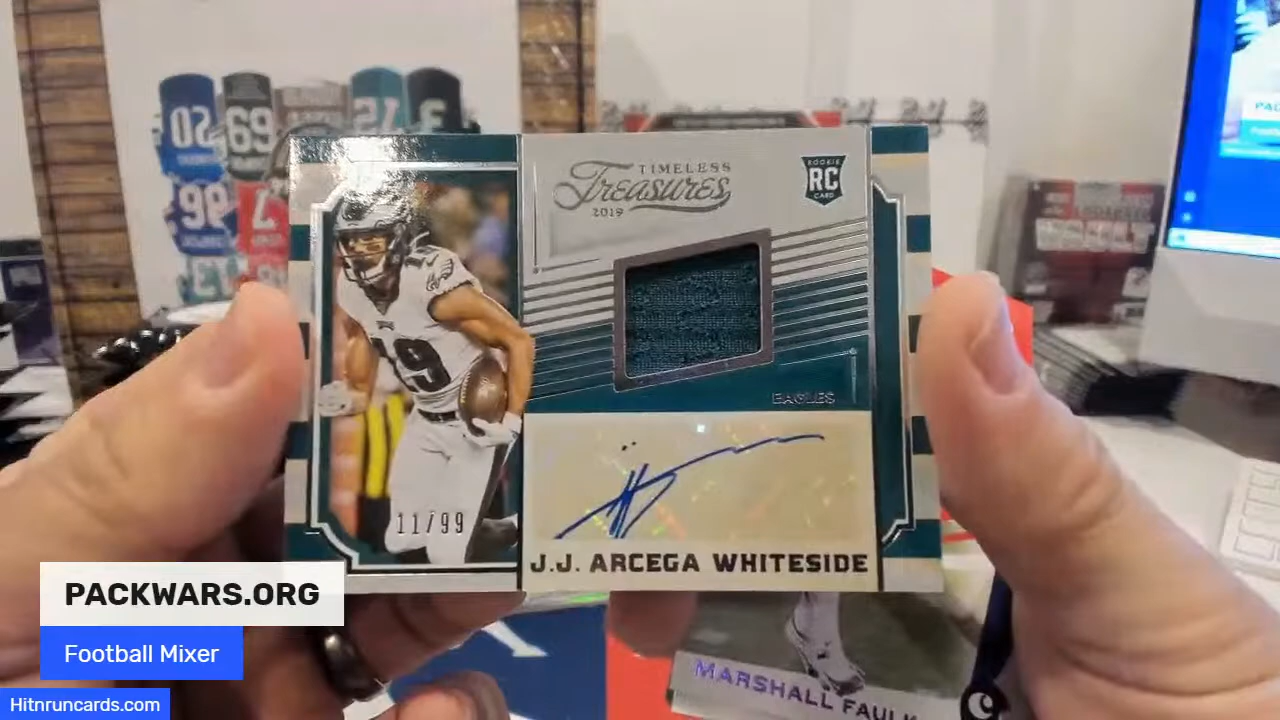 TIMELESS
Treasures
2019
ROOKIE
RC
CARD
19
EAGLES
11/99
J.J. ARCEGA WHITESIDE
MARSHALL FAULK
PACKWARS.ORG
Football Mixer
Hitnruncards.com